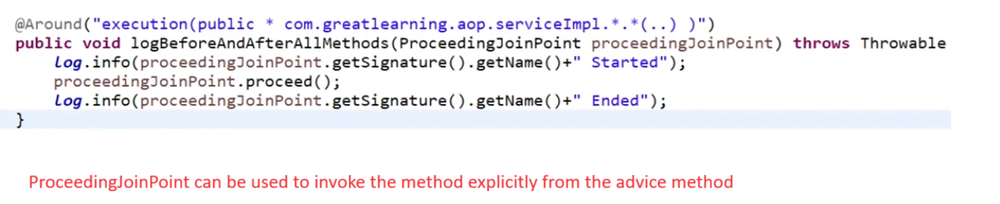 @Around("execution(public * com.greatlearning.aop.serviceImpl.*.*(..) )")
public void logBeforeAndAfterAllMethods(ProceedingJoinPoint proceedingJoinPoint) throws Throwable
log.info(proceedingJoinPoint.getSignature().getName()+" Started");
proceedingJoinPoint.proceed();
log.info(proceedingJoinPoint.getSignature().getName()+" Ended");
}
ProceedingJoinPoint can be used to invoke the method explicitly from the advice method